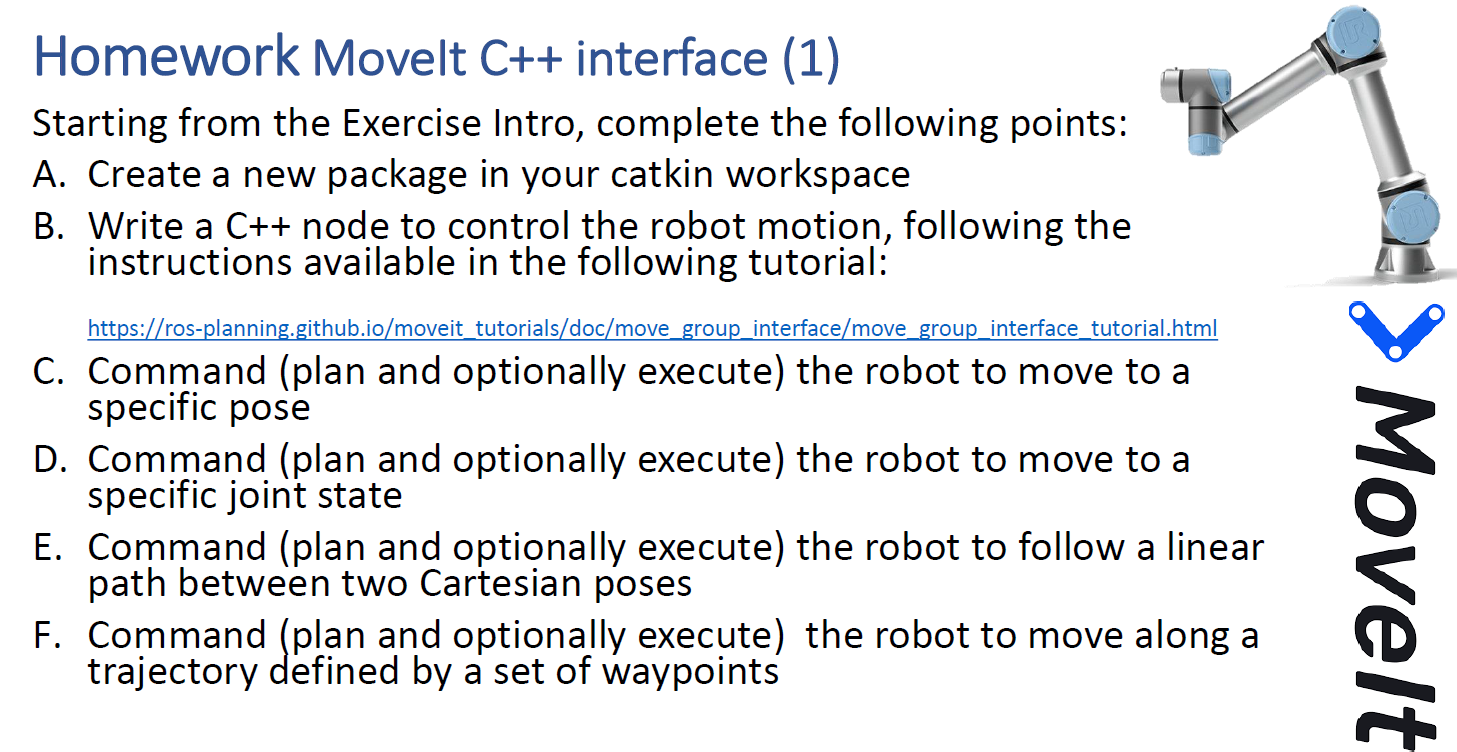 Homework MoveIt C++ interface (1)
Starting from the Exercise Intro, complete the following points:
A. Create a new package in your catkin workspace
B. Write a C++ node to control the robot motion, following the
instructions available in the following tutorial:
https://ros-planning.github.io/moveit_tutorials/doc/move_group_interface/move_group_interface_tutorial.html
C. Command (plan and optionally execute) the robot to move to a
specific pose
D. Command (plan and optionally execute) the robot to move to a
specific joint state
E. Command (plan and optionally execute) the robot to follow a linear
path between two Cartesian poses
F. Command (plan and optionally execute)  the robot to move along a
trajectory defined by a set of waypoints
MoveIt